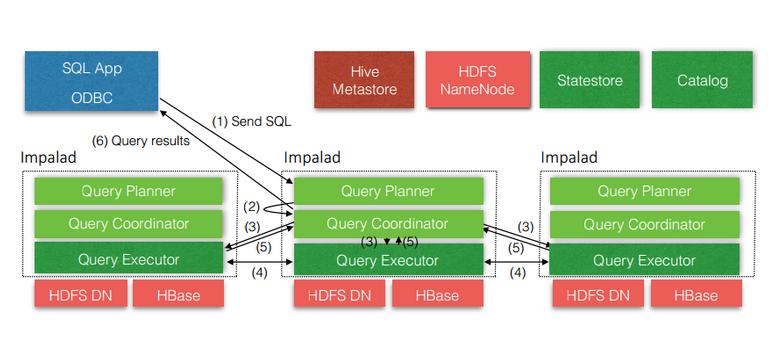 SQL App
ODBC
Hive
Metastore
HDFS
NameNode
Statestore
Catalog
(1) Send SQL
(6) Query results
Impalad
Impalad
Impalad
Query Planner
Query Planner
Query Planner
(2)
Query Coordinator
Query Coordinator
Query Coordinator
(3)
(3)
(5)
(3) (5)
(5)
Query Executor
Query Executor
Query Executor
(4)
(4)
HDFS DN
HBase
HDFS DN
HBase
HDFS DN
HBase